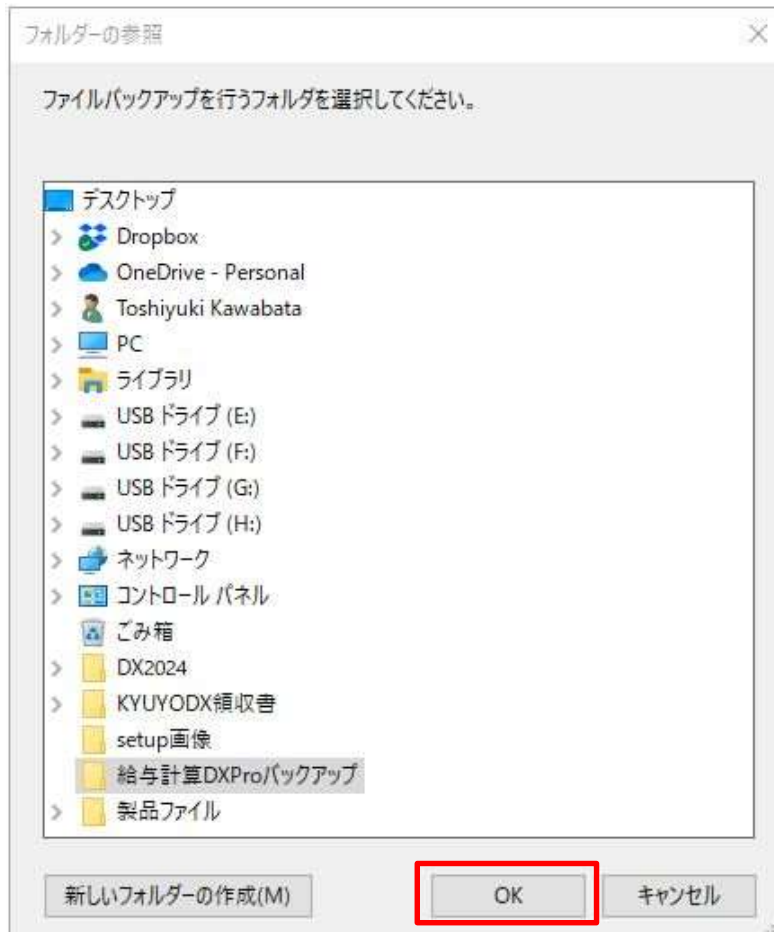 フォルダーの参照
ファイルバックアップを行うフォルダを選択してください。
デスクトップ
Dropbox
OneDrive - Personal
Toshiyuki Kawabata
PC
ライブラリ
USB ドライブ (E:)
USB ドライブ (F:)
USB ドライブ (G:)
USB ドライブ (H:)
ネットワーク
コントロール パネル
ごみ箱
DX2024
KYUYODX領収書
setup画像
給与計算DXProバックアップ
製品ファイル
新しいフォルダーの作成(M) OK キャンセル